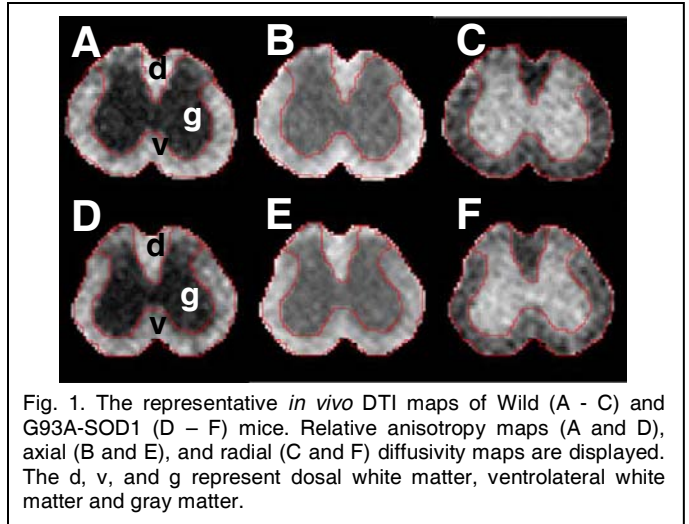 A B C
d
g
v
D E F
d
g
v
Fig. 1. The representative in vivo DTI maps of Wild (A - C) and
G93A-SOD1 (D – F) mice. Relative anisotropy maps (A and D),
axial (B and E), and radial (C and F) diffusivity maps are displayed.
The d, v, and g represent dosal white matter, ventrolateral white
matter and gray matter.